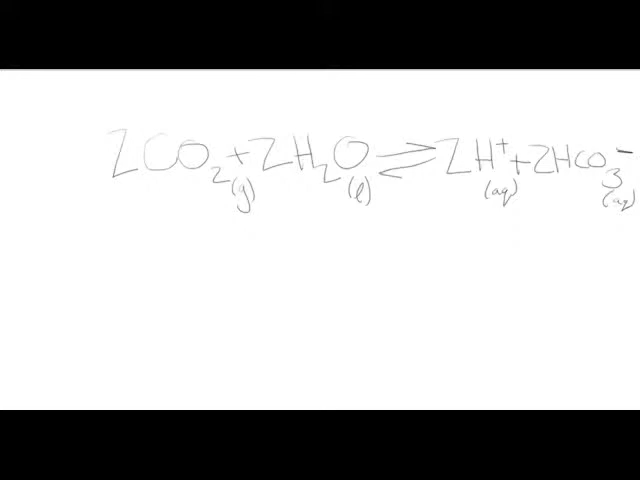 2CO₂(g) + 2H₂O(l) ⇌ 2H⁺(aq) + 2HCO₃⁻(aq)